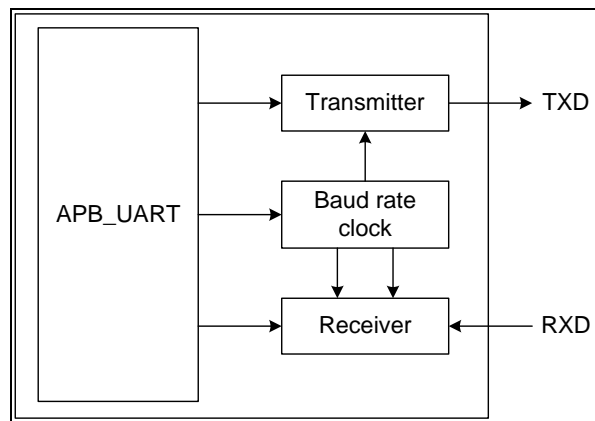 Transmitter
TXD
APB_UART
Baud rate
clock
Receiver
RXD